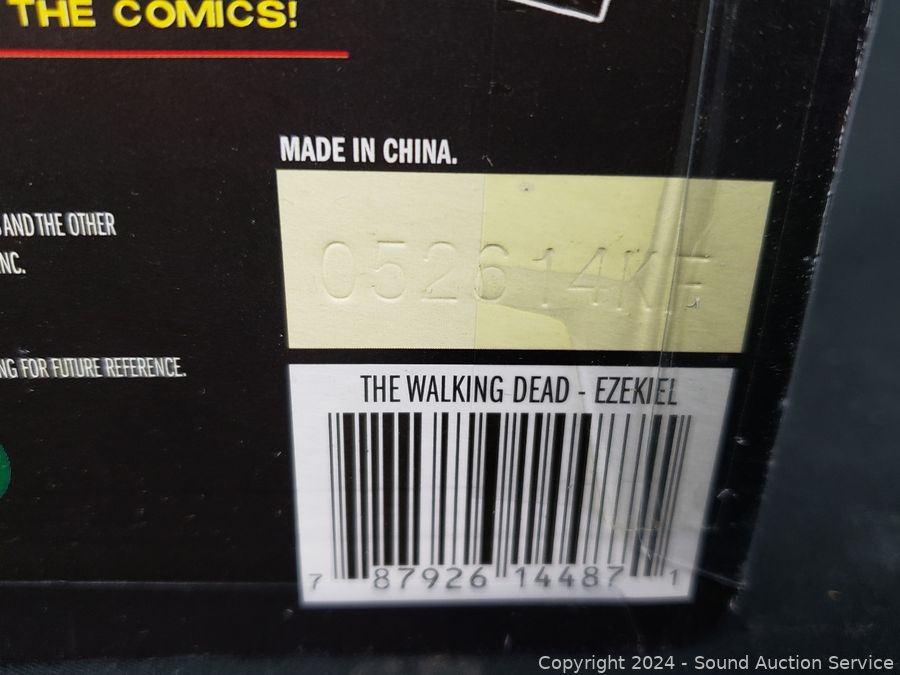 THE COMICS!
MADE IN CHINA.
AND THE OTHER
NC.
052614KF
NG FOR FUTURE REFERENCE.
THE WALKING DEAD - EZEKIEL
7 87926 14487 1
Copyright 2024 - Sound Auction Service